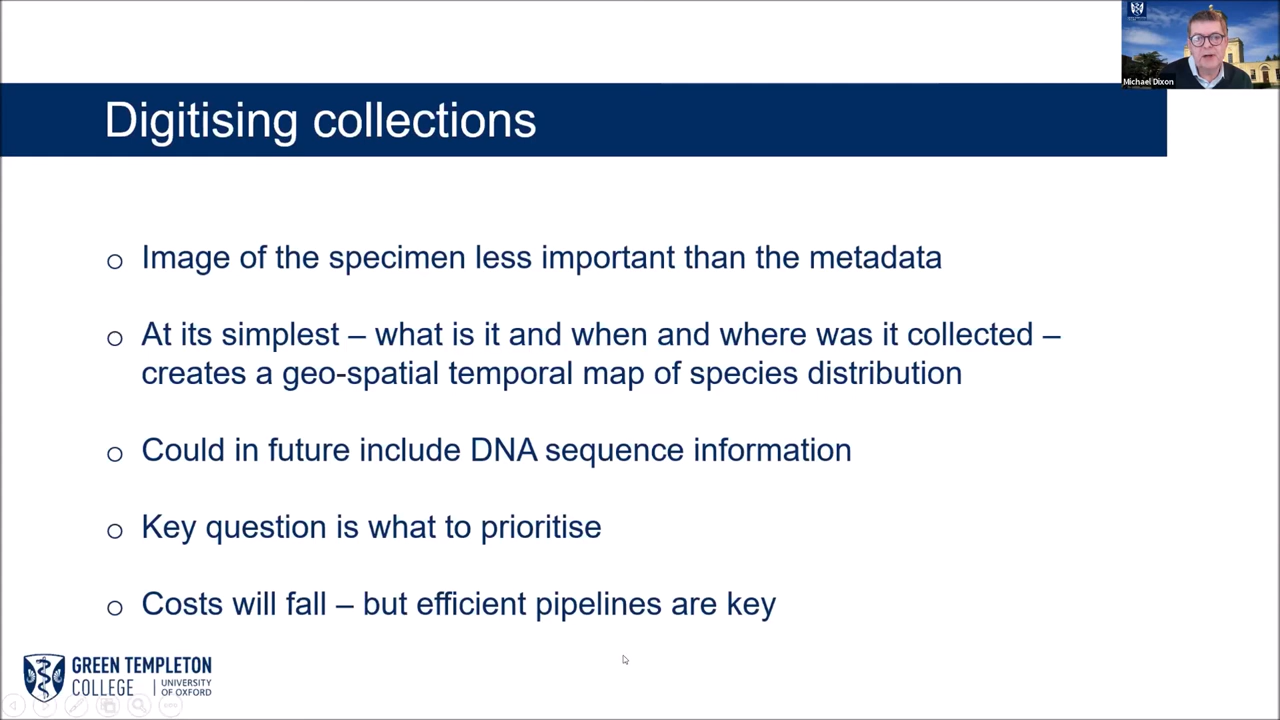 Michael Dixon
Digitising collections
o Image of the specimen less important than the metadata
o At its simplest – what is it and when and where was it collected –
creates a geo-spatial temporal map of species distribution
o Could in future include DNA sequence information
o Key question is what to prioritise
o Costs will fall – but efficient pipelines are key
GREEN TEMPLETON
COLLEGE | UNIVERSITY
OF OXFORD